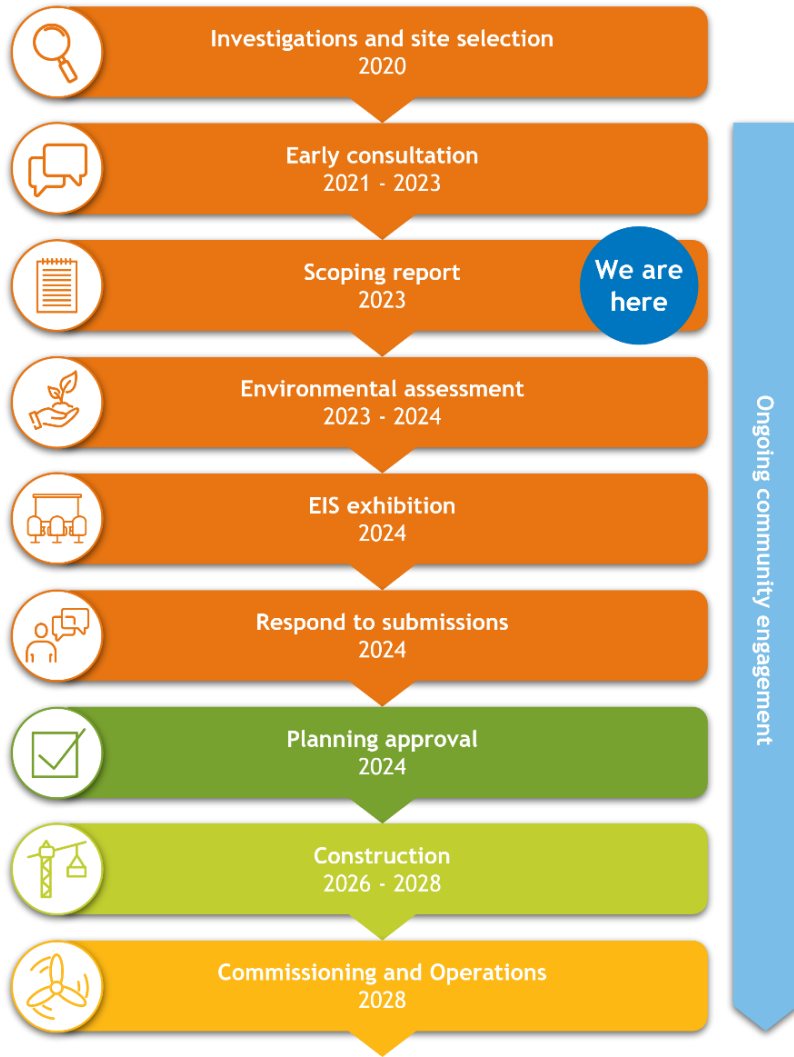 Investigations and site selection
2020
Early consultation
2021 - 2023
Scoping report
2023
We are
here
Environmental assessment
2023 - 2024
EIS exhibition
2024
Respond to submissions
2024
Planning approval
2024
Construction
2026 - 2028
Commissioning and Operations
2028
Ongoing community engagement